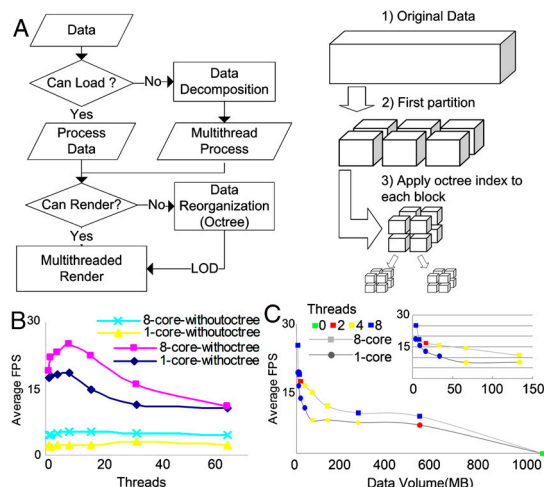 A
Data
Can Load ?
No
Data
Decomposition
Yes
Process
Data
Multithread
Process
Can Render?
No
Data
Reorganization
(Octree)
Yes
Multithreaded
Render
LOD
1) Original Data
2) First partition
3) Apply octree index to
each block
B
30
15
0
Average FPS
8-core-withoutoctree
1-core-withoutoctree
8-core-withoctree
1-core-withoctree
0 20 40 60
Threads
C
Threads
0 2 4 8
8-core
1-core
30
15
0
Average FPS
0 200 400 600 800 1000
Data Volume(MB)
30
15
0 50 100 150